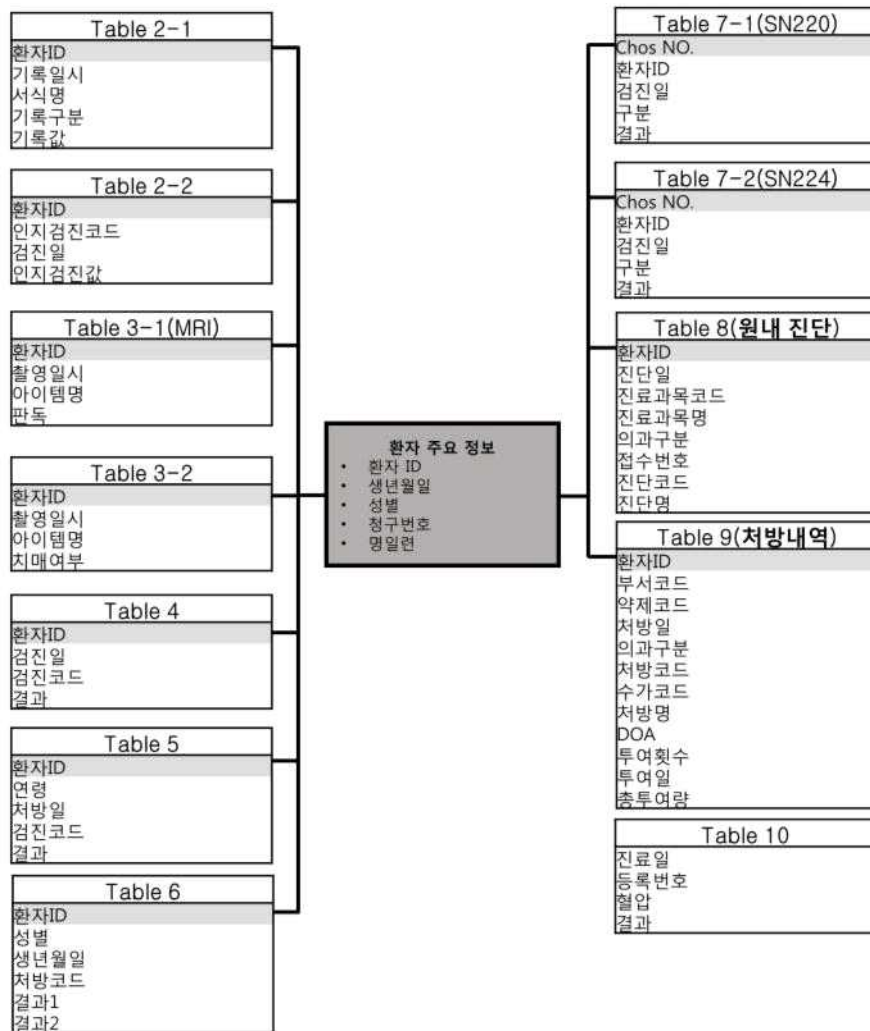 Table 2-1
환자ID
기록일시
서식명
기록구분
기록값
Table 2-2
환자ID
인지검진코드
검진일
인지검진값
Table 3-1(MRI)
환자ID
촬영일시
아이템명
판독
Table 3-2
환자ID
촬영일시
아이템명
치매여부
Table 4
환자ID
검진일
검진코드
결과
Table 5
환자ID
연령
처방일
검진코드
결과
Table 6
환자ID
성별
생년월일
처방코드
결과1
결과2
환자 주요 정보
• 환자 ID
• 생년월일
• 성별
• 청구번호
• 명일련
Table 7-1(SN220)
Chos NO.
환자ID
검진일
구분
결과
Table 7-2(SN224)
Chos NO.
환자ID
검진일
구분
결과
Table 8(원내 진단)
환자ID
진단일
진료과목코드
진료과목명
의과구분
접수번호
진단코드
진단명
Table 9(처방내역)
환자ID
부서코드
약제코드
처방일
의과구분
처방코드
수가코드
처방명
DOA
투여횟수
투여일
총투여량
Table 10
진료일
등록번호
혈압
결과